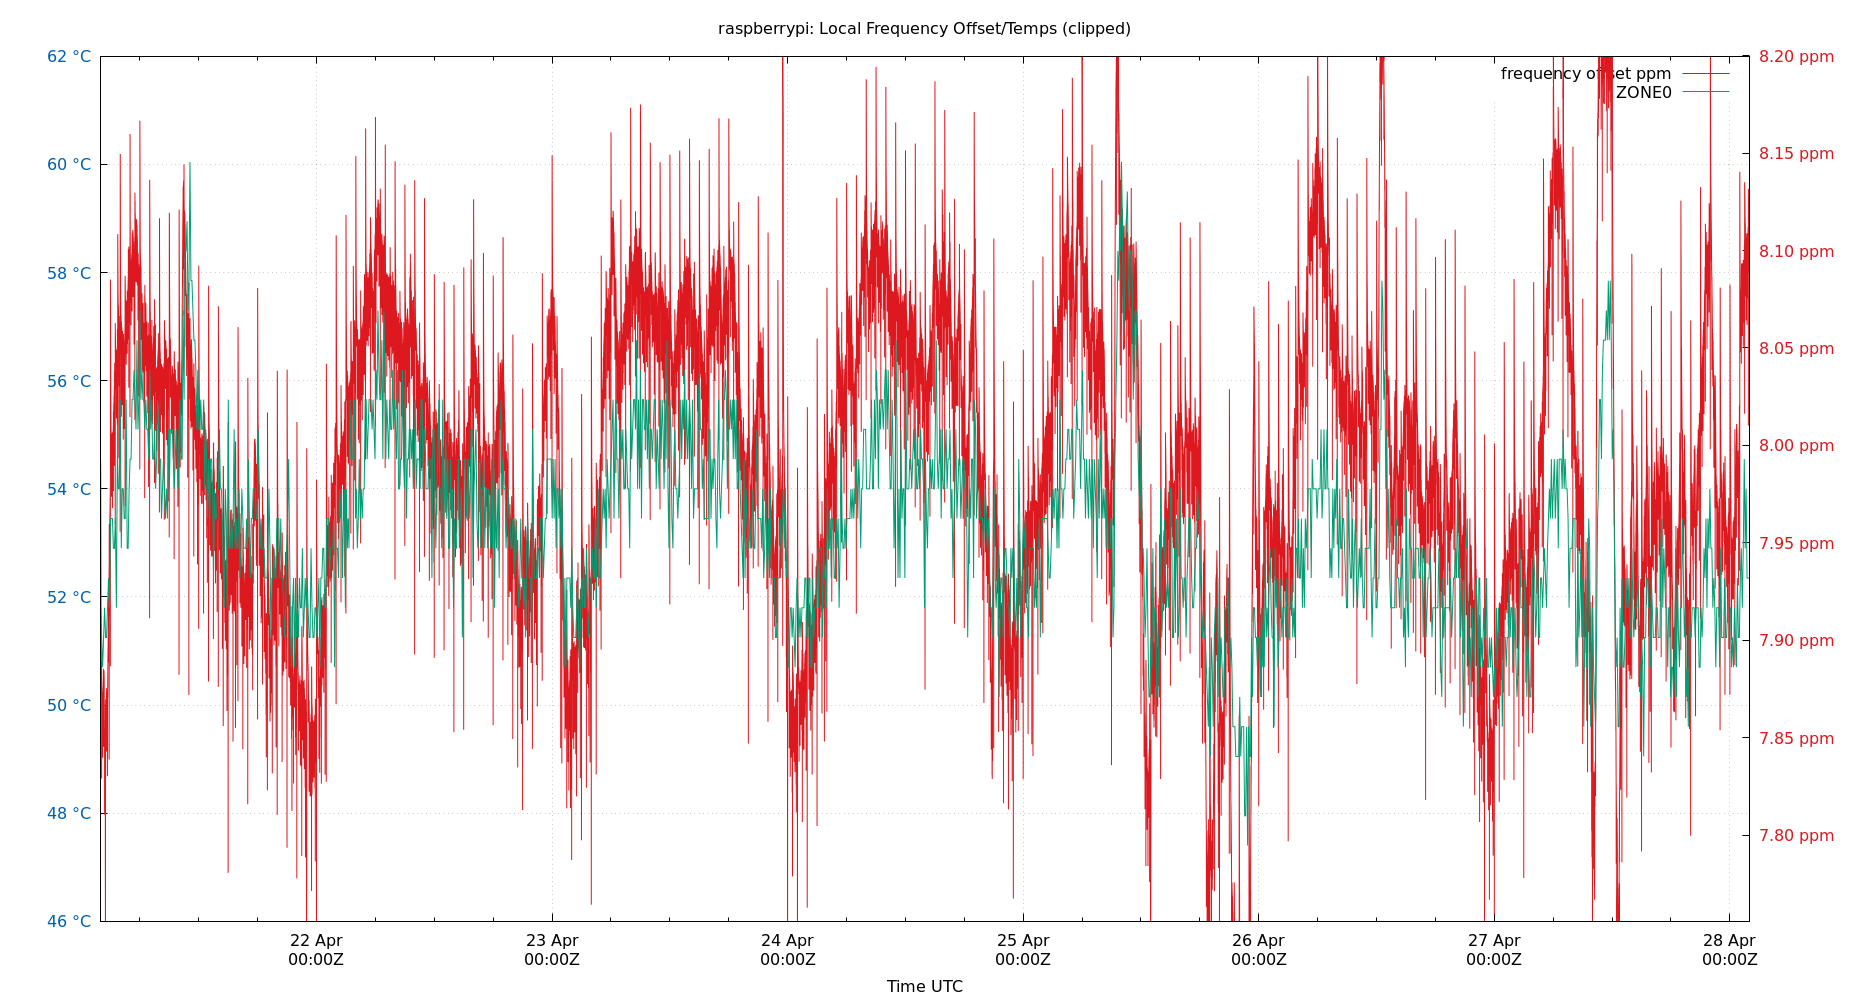 raspberrypi: Local Frequency Offset/Temps (clipped)
62 °C
60 °C
58 °C
56 °C
54 °C
52 °C
50 °C
48 °C
46 °C
8.20 ppm
8.15 ppm
8.10 ppm
8.05 ppm
8.00 ppm
7.95 ppm
7.90 ppm
7.85 ppm
7.80 ppm
frequency offset ppm
ZONE0
22 Apr
00:00Z
23 Apr
00:00Z
24 Apr
00:00Z
25 Apr
00:00Z
26 Apr
00:00Z
27 Apr
00:00Z
28 Apr
00:00Z
Time UTC